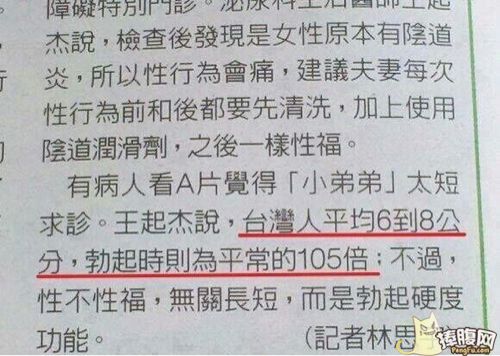 障礙特別門診。泌尿科主治醫師王起
杰說，檢查後發現是女性原本有陰道
炎，所以性行為會痛，建議夫妻每次
性行為前和後都要先清洗，加上使用
陰道潤滑劑，之後一樣性福。
有病人看A片覺得「小弟弟」太短
求診。王起杰說，台灣人平均6到8公
分，勃起時則為平常的105倍；不過，
性不性福，無關長短，而是勃起硬度
功能。（記者林思
捧腹网
PengFu.com